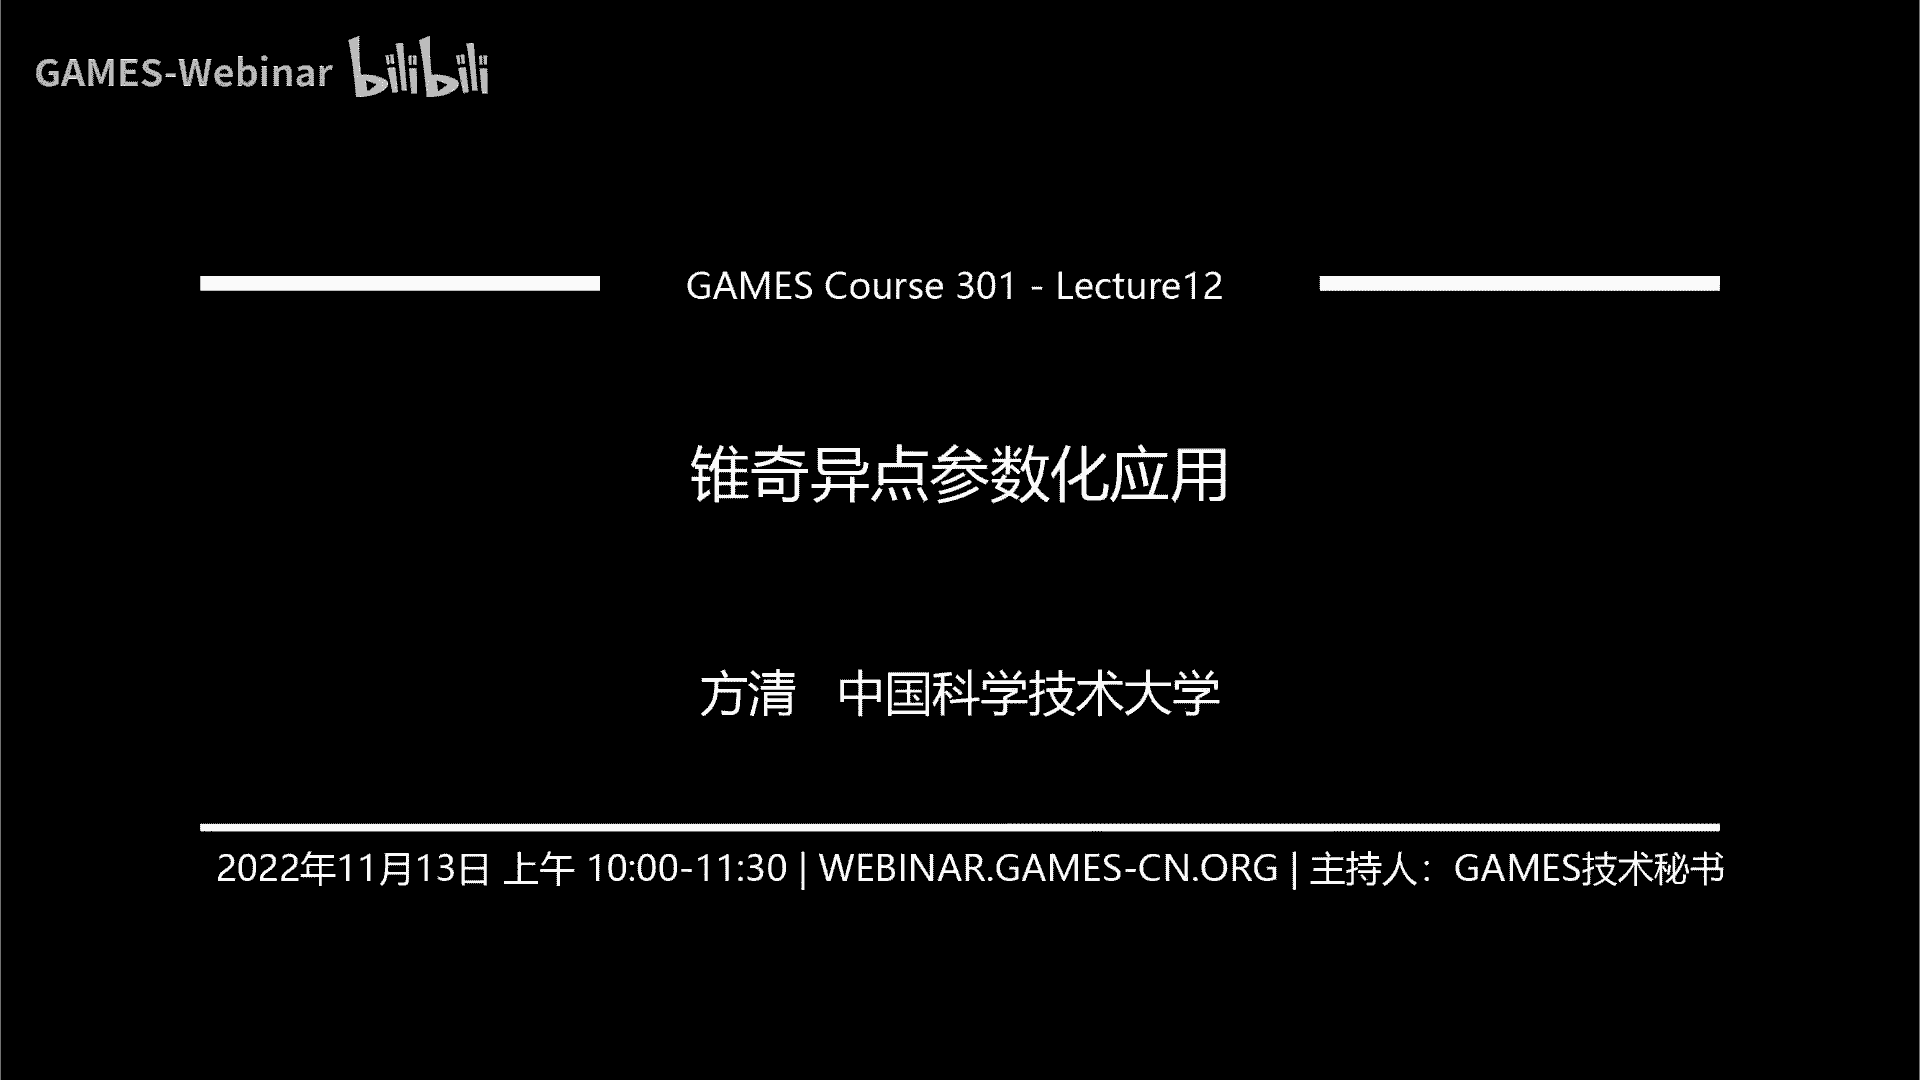 GAMES-Webinar bilibili
GAMES Course 301 - Lecture12
锥奇异点参数化应用
方清 中国科学技术大学
2022年11月13日 上午 10:00-11:30 | WEBINAR.GAMES-CN.ORG | 主持人：GAMES技术秘书